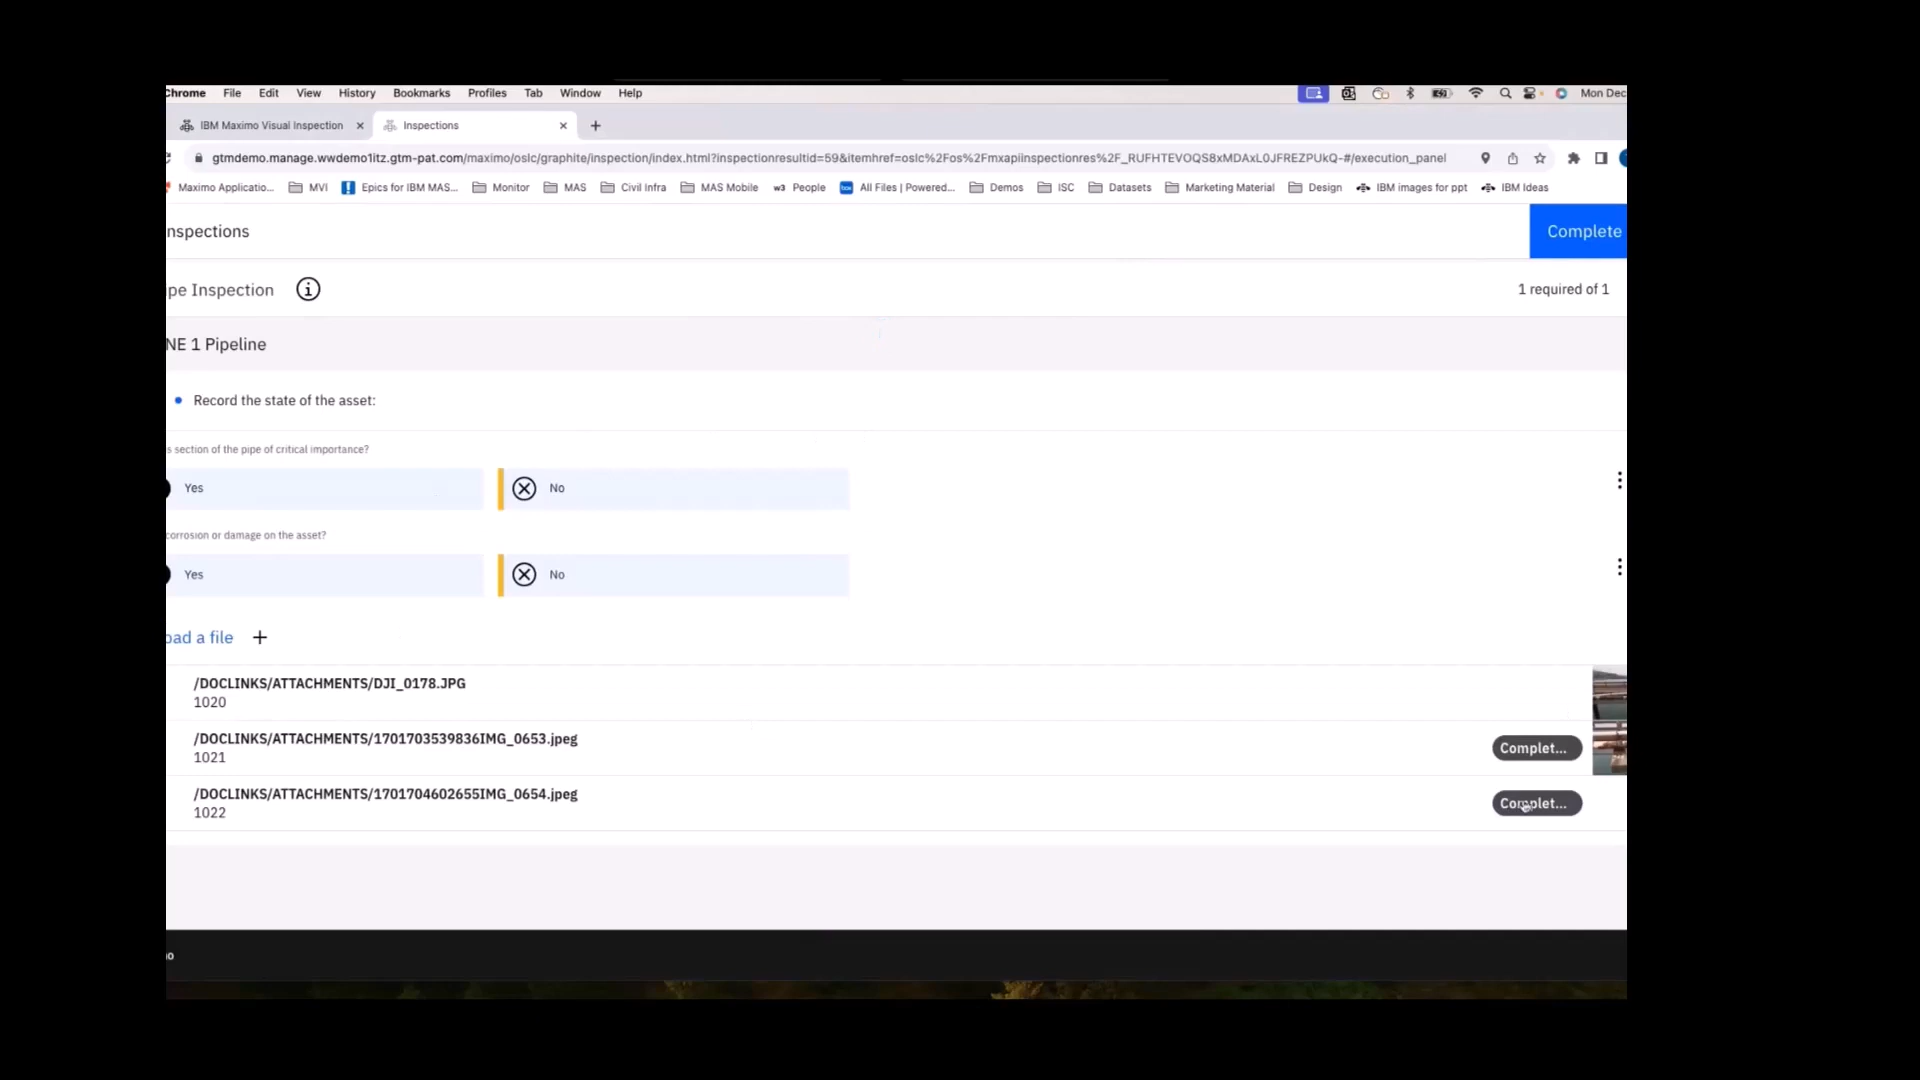 Chrome File Edit View History Bookmarks Profiles Tab Window Help Mon Dec
IBM Maximo Visual Inspection Inspections
gtmdemo.manage.wwdemo1itz.gtm-pat.com/maximo/oslc/graphite/inspection/index.html?inspectionresultid=59&itemhref=oslc%2Fos%2Fmxapiinspectionres%2F_RUFHTEVOQS8xMDAxL0JFREZPUkQ-#/execution_panel
Maximo Applicatio... MVI Epics for IBM MAS... Monitor MAS Civil Infra MAS Mobile w3 People box All Files | Powered... Demos ISC Datasets Marketing Material Design IBM images for ppt IBM Ideas
nspections Complete
pe Inspection 1 required of 1
NE 1 Pipeline
Record the state of the asset:
s section of the pipe of critical importance?
Yes No
corrosion or damage on the asset?
Yes No
oad a file
/DOCLINKS/ATTACHMENTS/DJI_0178.JPG
1020
/DOCLINKS/ATTACHMENTS/1701703539836IMG_0653.jpeg
1021
Complet...
/DOCLINKS/ATTACHMENTS/1701704602655IMG_0654.jpeg
1022
Complet...